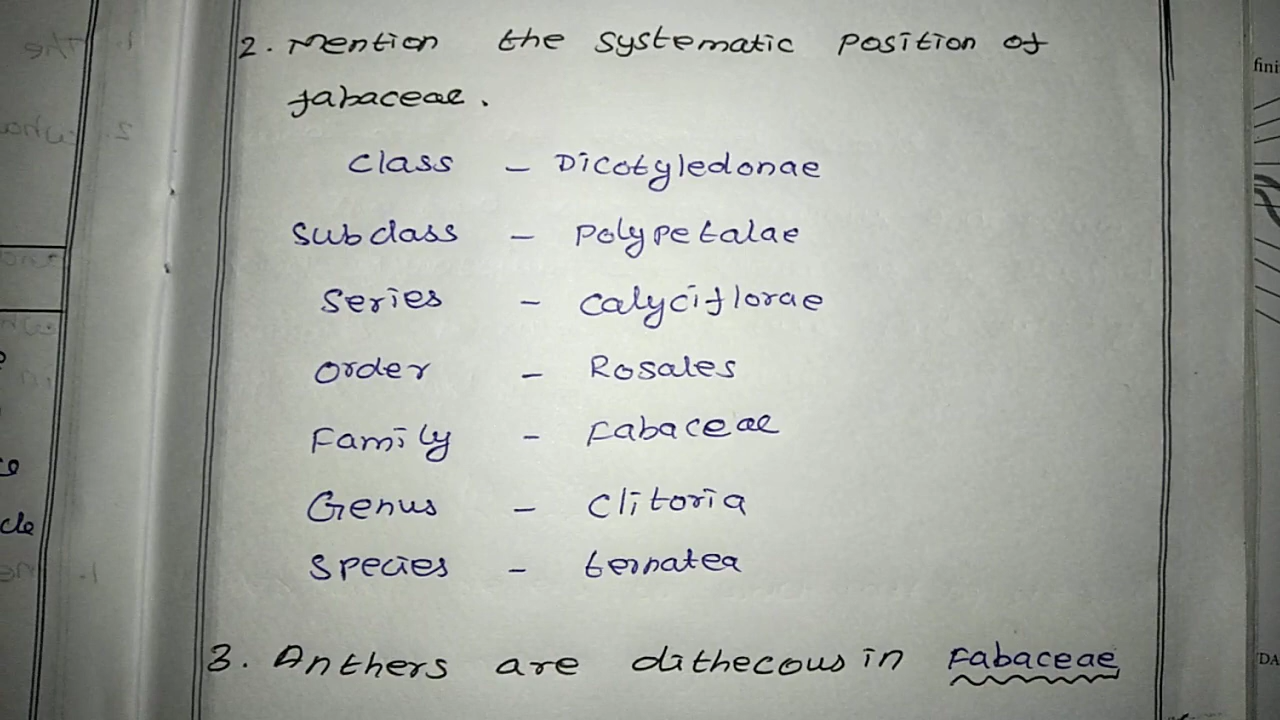 2. Mention the systematic position of
fabaceae.
Class – Dicotyledonae
Subclass – Polypetalae
Series – Calyciflorae
Order – Rosales
Family – Fabaceae
Genus – Clitoria
Species – ternatea
3. Anthers are dithecous in Fabaceae